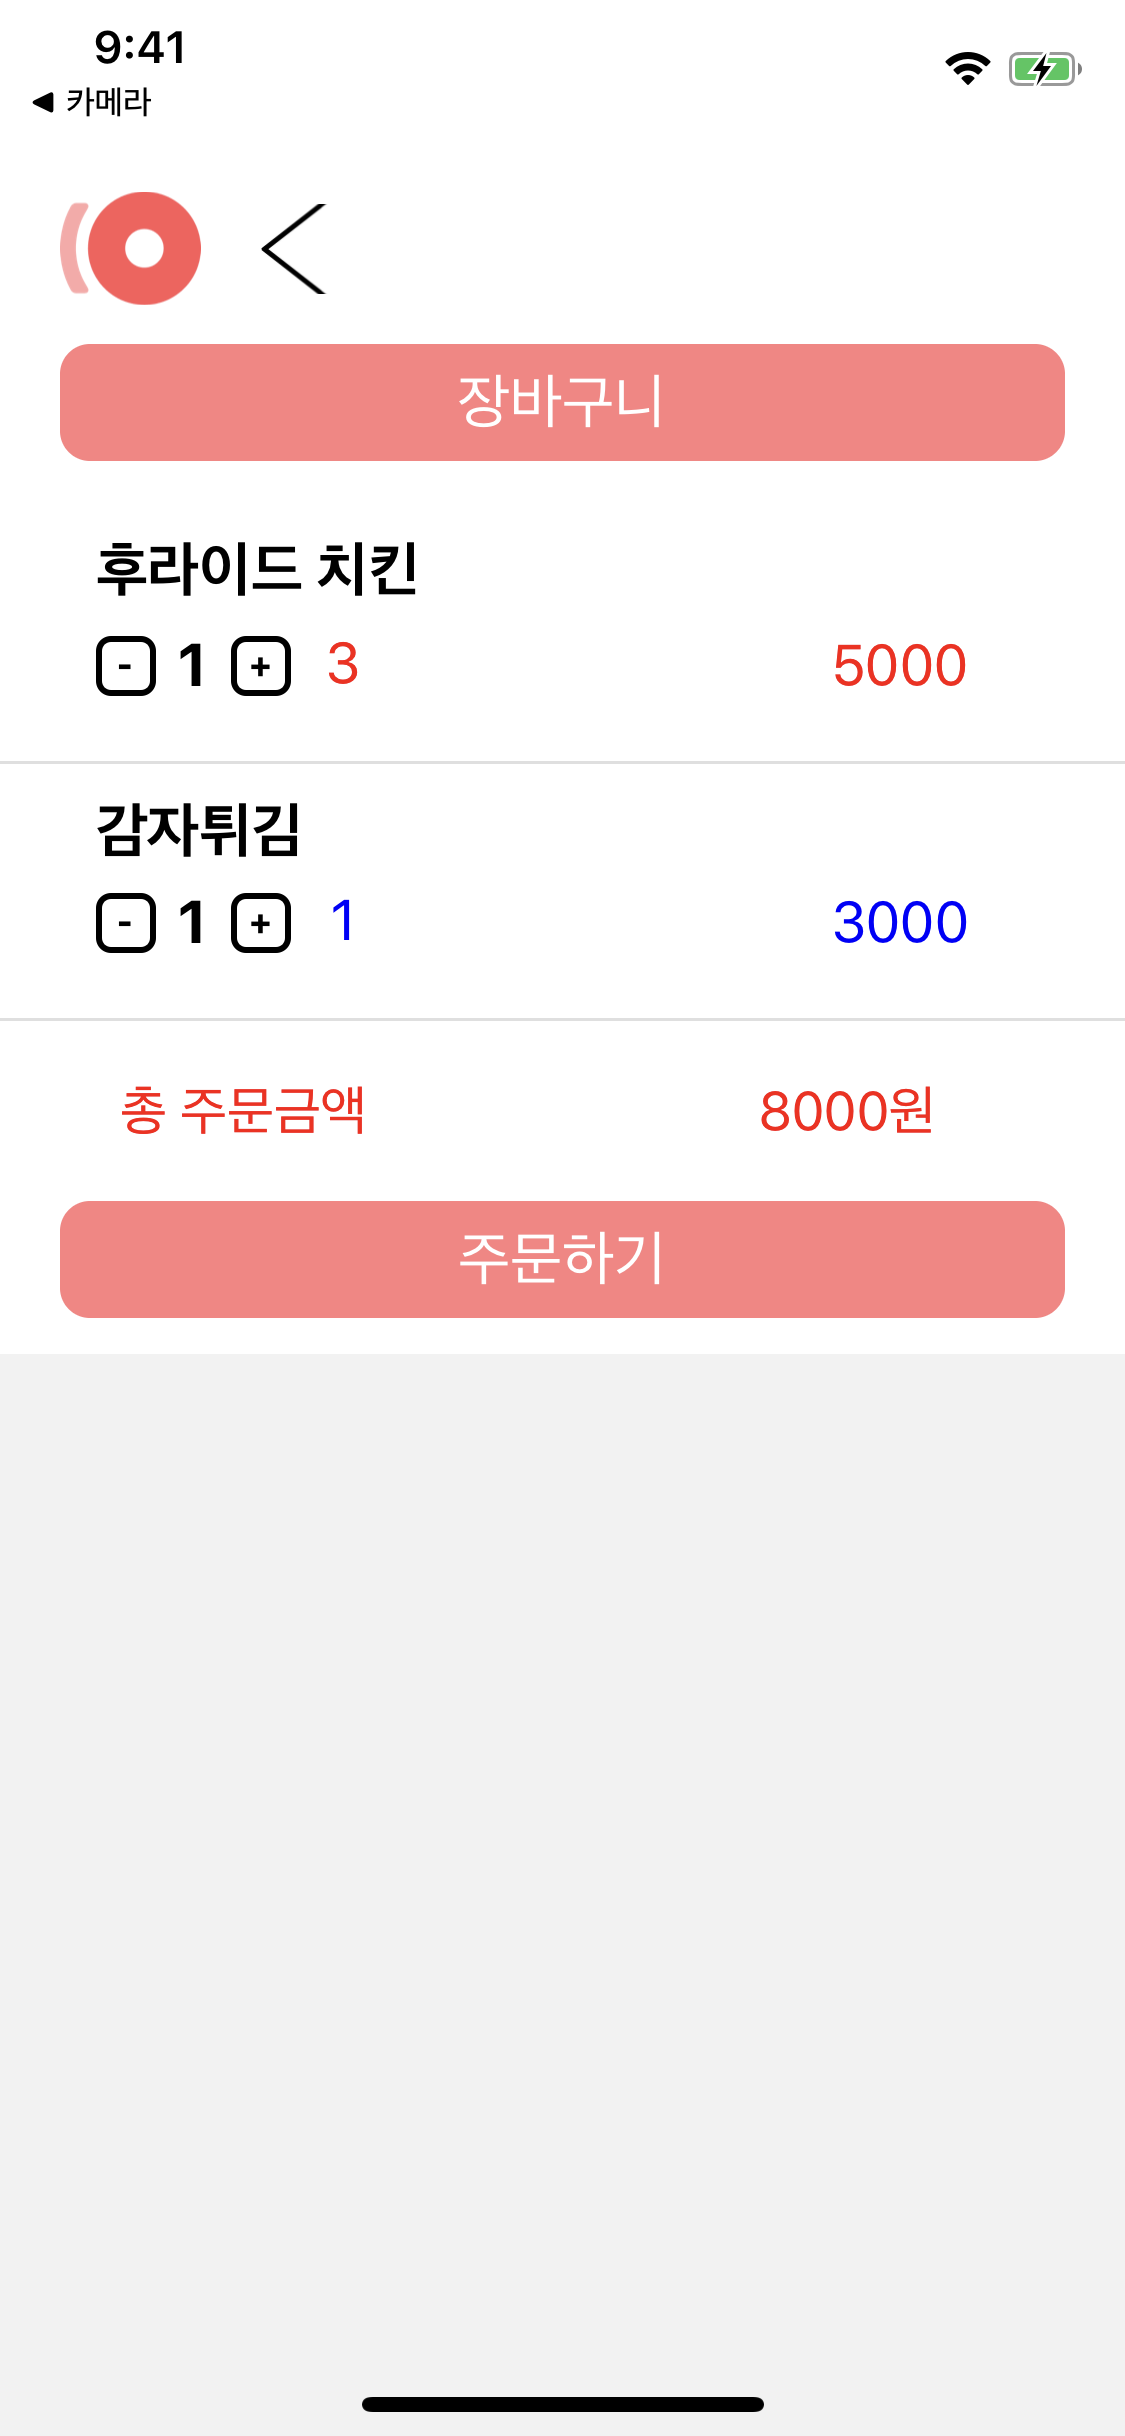 9:41
◀ 카메라
장바구니
후라이드 치킨
- 1 + 3 5000
감자튀김
- 1 + 1 3000
총 주문금액 8000원
주문하기